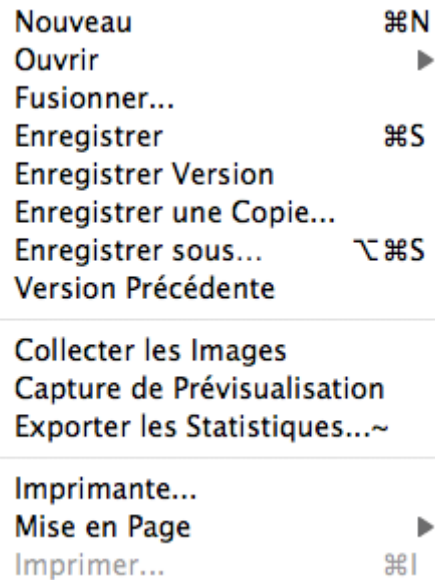 Nouveau ⌘N
Ouvrir ▶
Fusionner...
Enregistrer ⌘S
Enregistrer Version
Enregistrer une Copie...
Enregistrer sous... ⌥⌘S
Version Précédente
Collecter les Images
Capture de Prévisualisation
Exporter les Statistiques...~
Imprimante...
Mise en Page ▶
Imprimer... ⌘I